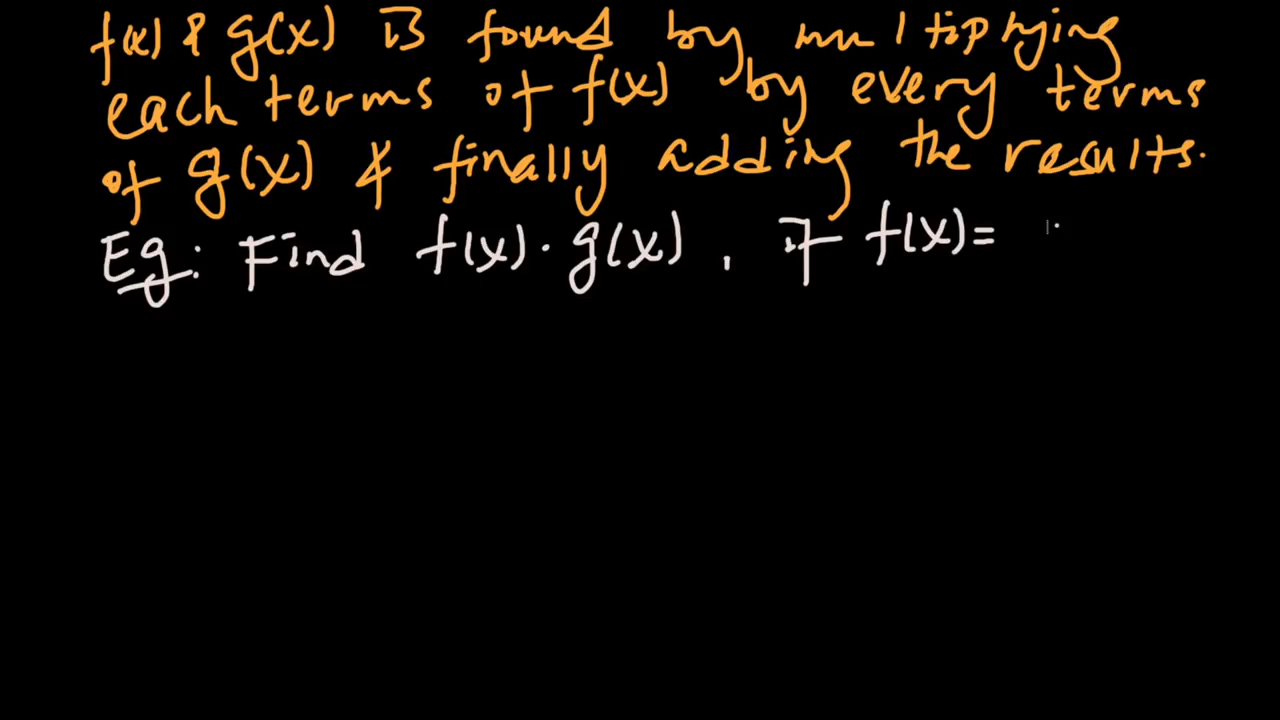 f(x) & g(x) is found by multiplying
each terms of f(x) by every terms
of g(x) & finally adding the results.
Eg: Find f(x) · g(x) , if f(x)=